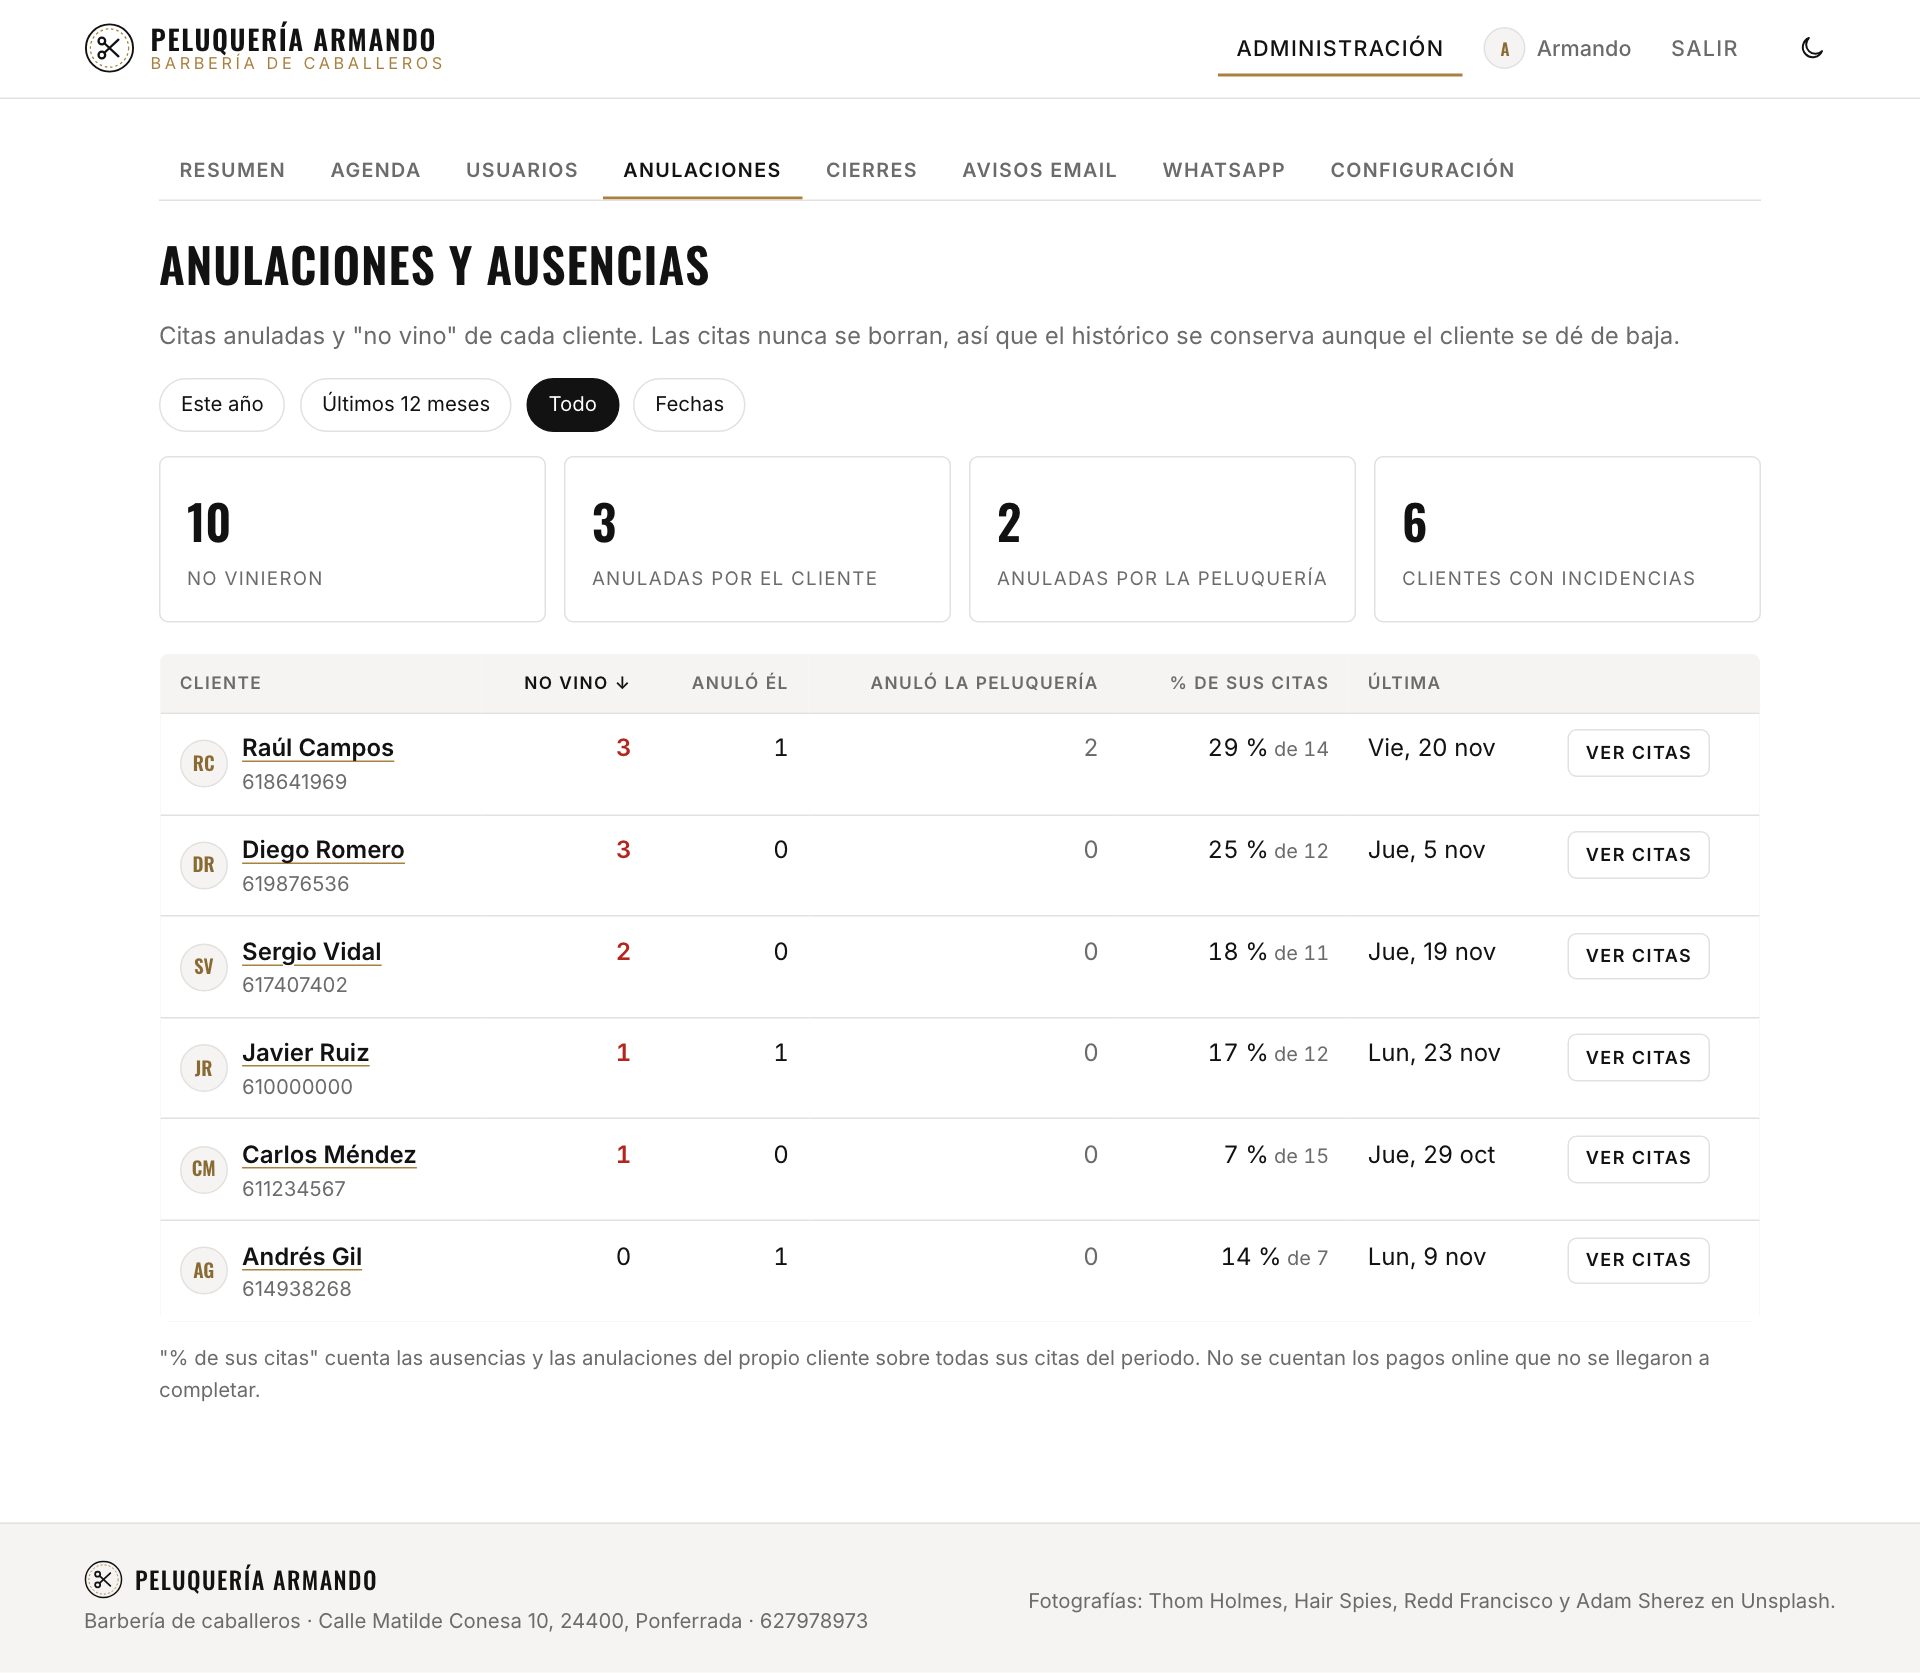 PELUQUERÍA ARMANDO
BARBERÍA DE CABALLEROS
ADMINISTRACIÓN
A
Armando
SALIR
RESUMEN
AGENDA
USUARIOS
ANULACIONES
CIERRES
AVISOS EMAIL
WHATSAPP
CONFIGURACIÓN
ANULACIONES Y AUSENCIAS
Citas anuladas y "no vino" de cada cliente. Las citas nunca se borran, así que el histórico se conserva aunque el cliente se dé de baja.
Este año
Últimos 12 meses
Todo
Fechas
10
NO VINIERON
3
ANULADAS POR EL CLIENTE
2
ANULADAS POR LA PELUQUERÍA
6
CLIENTES CON INCIDENCIAS
CLIENTE NO VINO ↓ ANULÓ ÉL ANULÓ LA PELUQUERÍA % DE SUS CITAS ÚLTIMA
RC Raúl Campos 3 1 2 29 % de 14 Vie, 20 nov VER CITAS
618641969
DR Diego Romero 3 0 0 25 % de 12 Jue, 5 nov VER CITAS
619876536
SV Sergio Vidal 2 0 0 18 % de 11 Jue, 19 nov VER CITAS
617407402
JR Javier Ruiz 1 1 0 17 % de 12 Lun, 23 nov VER CITAS
610000000
CM Carlos Méndez 1 0 0 7 % de 15 Jue, 29 oct VER CITAS
611234567
AG Andrés Gil 0 1 0 14 % de 7 Lun, 9 nov VER CITAS
614938268
"% de sus citas" cuenta las ausencias y las anulaciones del propio cliente sobre todas sus citas del periodo. No se cuentan los pagos online que no se llegaron a
completar.
PELUQUERÍA ARMANDO
Barbería de caballeros · Calle Matilde Conesa 10, 24400, Ponferrada · 627978973
Fotografías: Thom Holmes, Hair Spies, Redd Francisco y Adam Sherez en Unsplash.